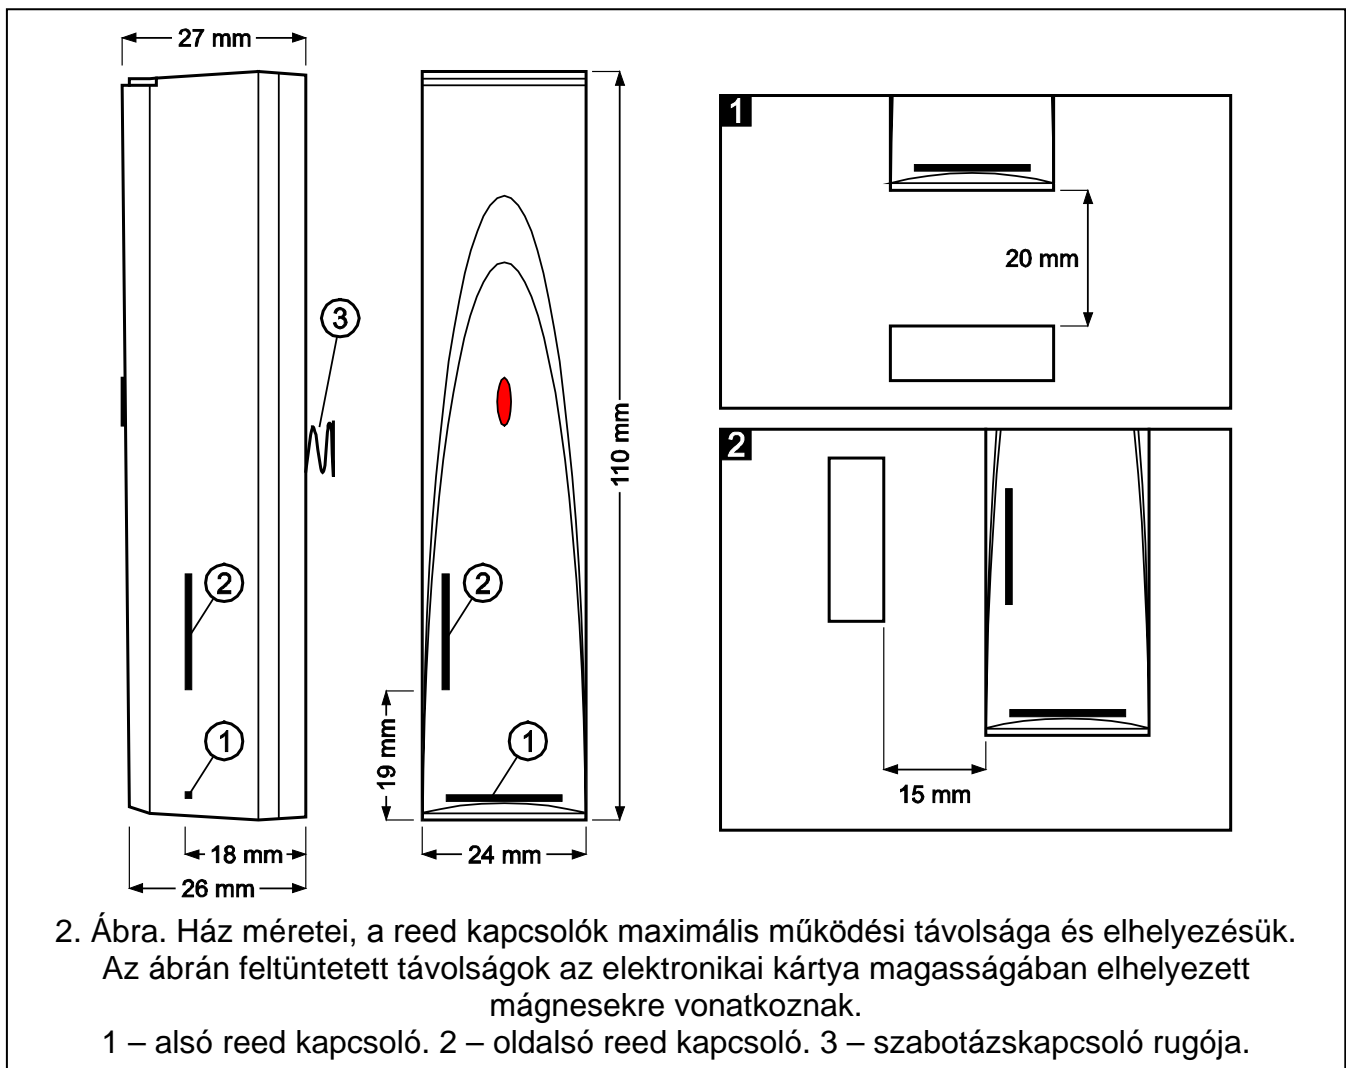 27 mm
3
2
1
18 mm
26 mm
2
1
19 mm
24 mm
110 mm
1
20 mm
2
15 mm
2. Ábra. Ház méretei, a reed kapcsolók maximális működési távolsága és elhelyezésük.
Az ábrán feltüntetett távolságok az elektronikai kártya magasságában elhelyezett
mágnesekre vonatkoznak.
1 – alsó reed kapcsoló. 2 – oldalsó reed kapcsoló. 3 – szabotázskapcsoló rugója.